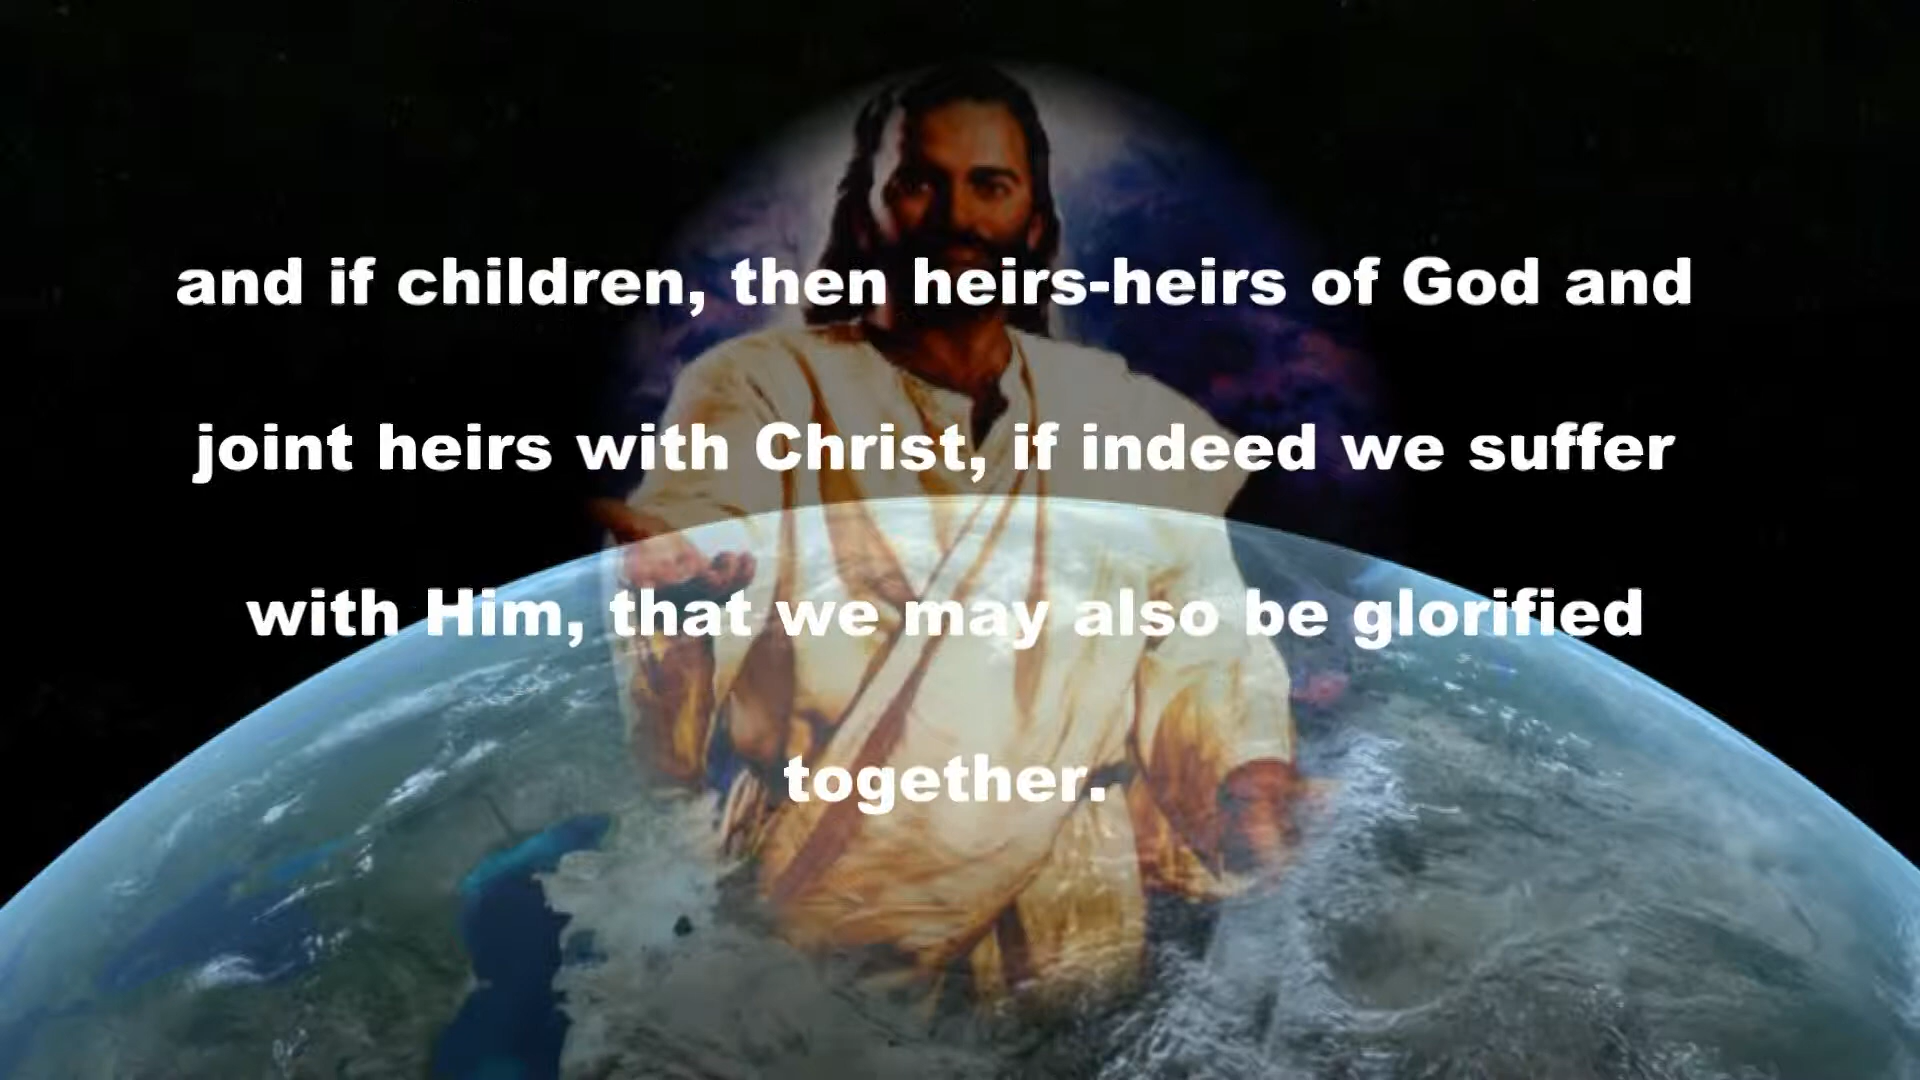 and if children, then heirs-heirs of God and
joint heirs with Christ, if indeed we suffer
with Him, that we may also be glorified
together.